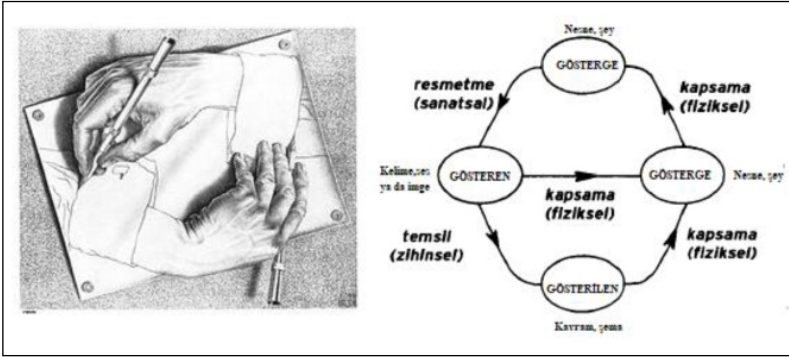 Nesne, şey
GÖSTERGE
resmetme
(sanatsal)
kapsama
(fiziksel)
Kelime,ses
ya da imge
GÖSTEREN
kapsama
(fiziksel)
GÖSTERGE
Nesne, şey
temsil
(zihinsel)
kapsama
(fiziksel)
GÖSTERİLEN
Kavram, şema